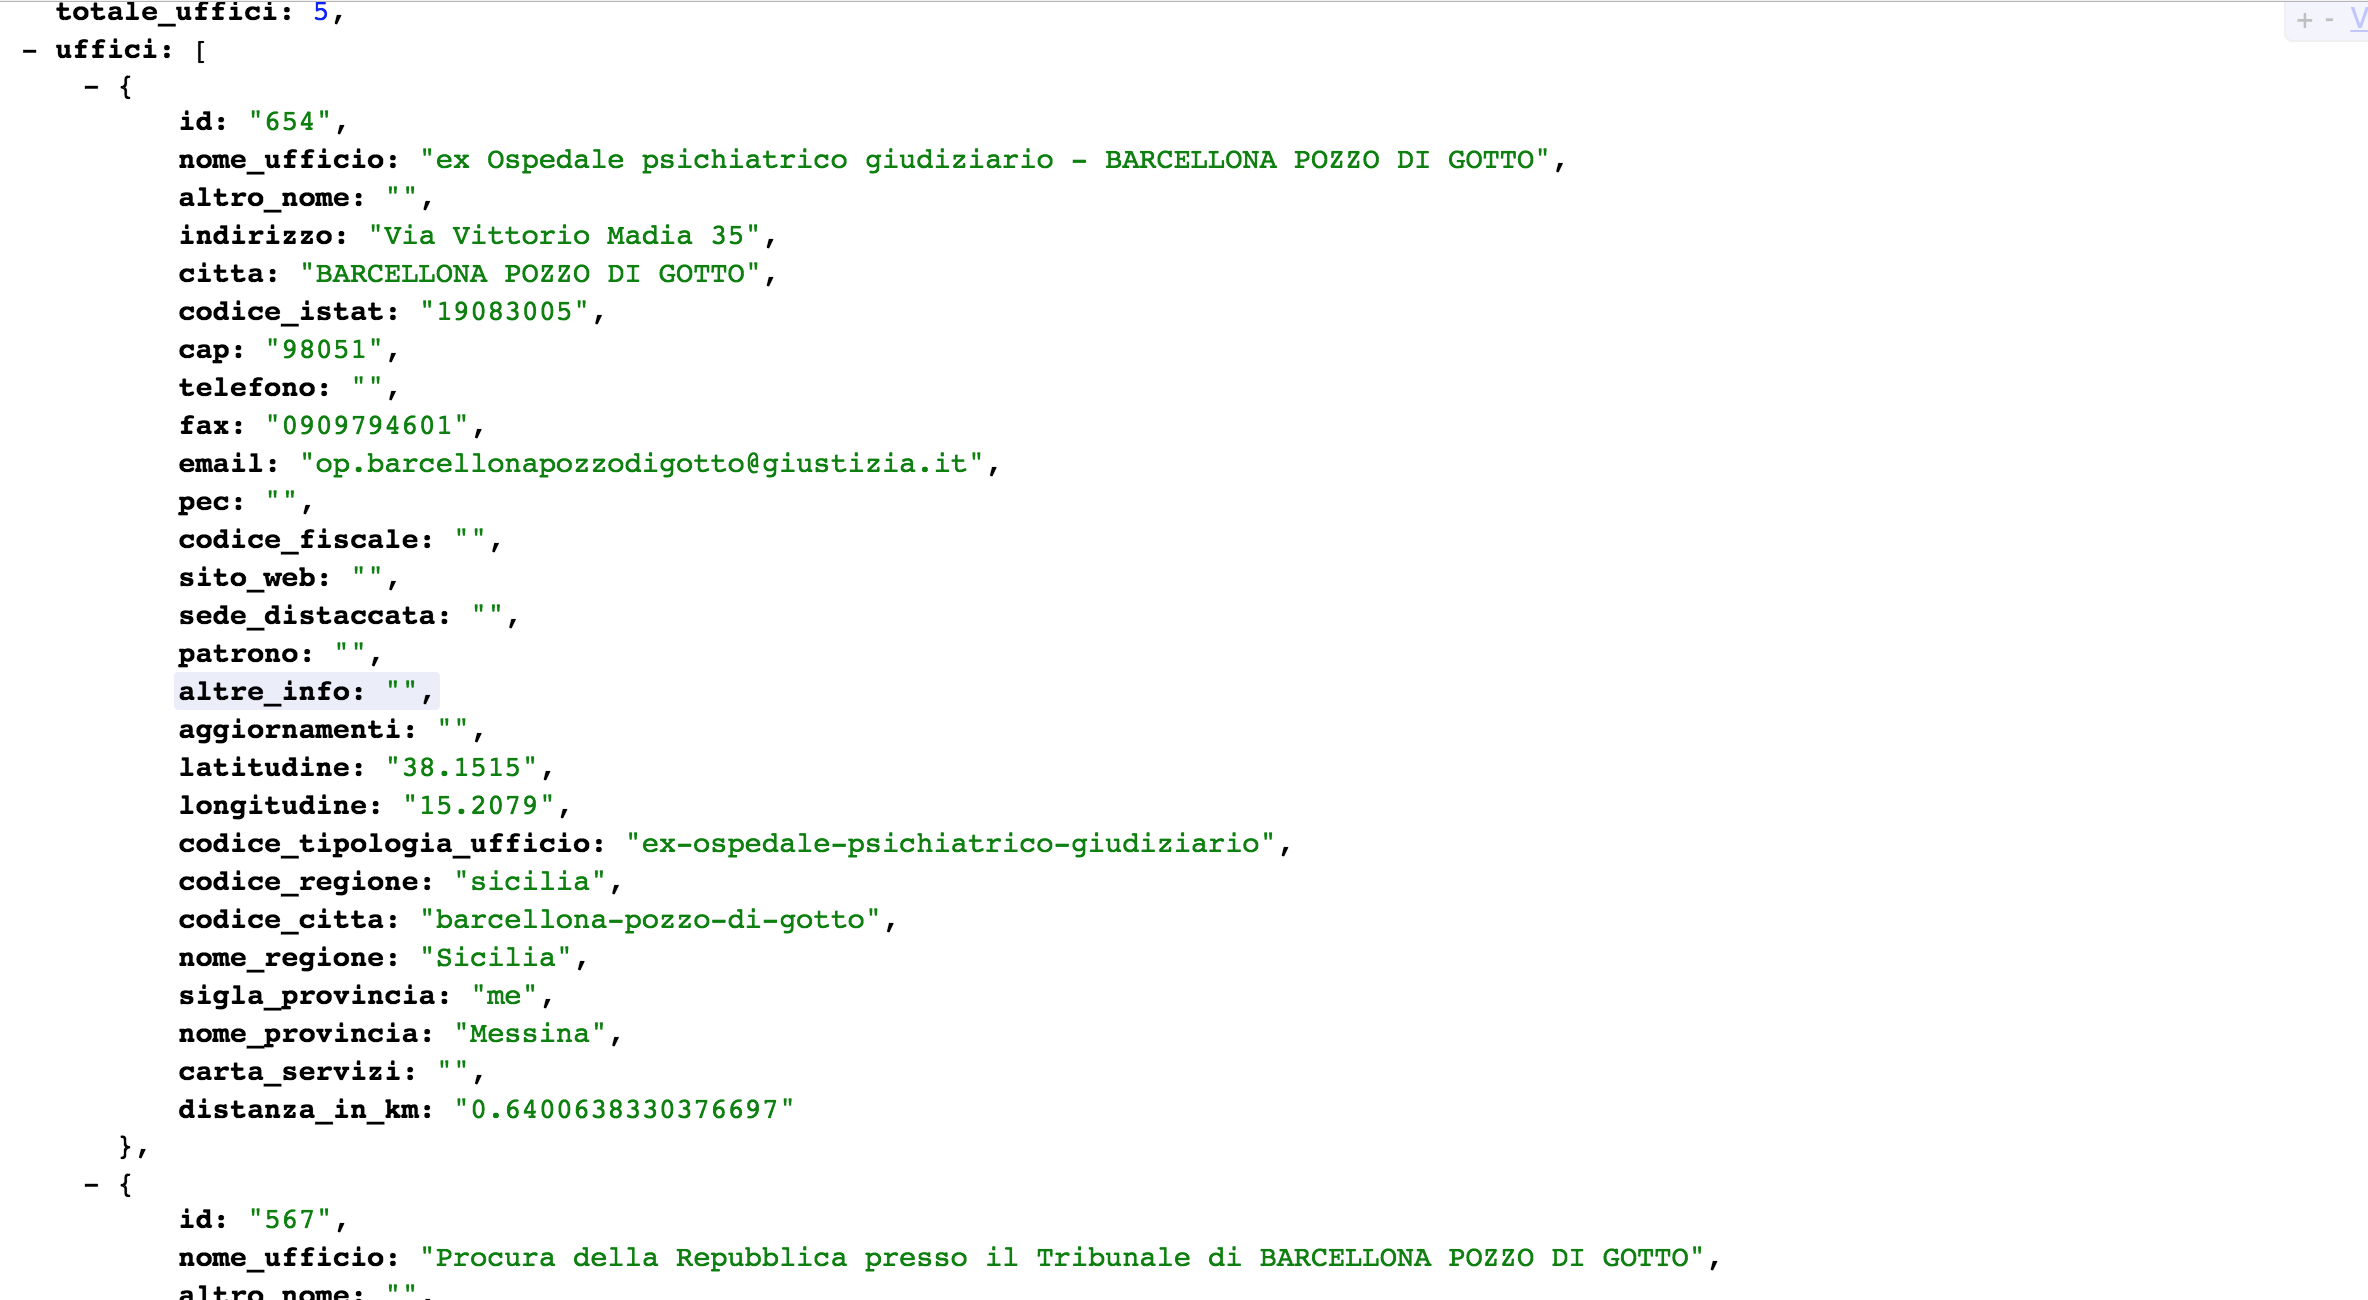 totale_uffici: 5,
+ - V
- uffici: [
- {
id: "654",
nome_ufficio: "ex Ospedale psichiatrico giudiziario - BARCELLONA POZZO DI GOTTO",
altro_nome: "",
indirizzo: "Via Vittorio Madia 35",
citta: "BARCELLONA POZZO DI GOTTO",
codice_istat: "19083005",
cap: "98051",
telefono: "",
fax: "0909794601",
email: "op.barcellonapozzodigotto@giustizia.it",
pec: "",
codice_fiscale: "",
sito_web: "",
sede_distaccata: "",
patrono: "",
altre_info: "",
aggiornamenti: "",
latitudine: "38.1515",
longitudine: "15.2079",
codice_tipologia_ufficio: "ex-ospedale-psichiatrico-giudiziario",
codice_regione: "sicilia",
codice_citta: "barcellona-pozzo-di-gotto",
nome_regione: "Sicilia",
sigla_provincia: "me",
nome_provincia: "Messina",
carta_servizi: "",
distanza_in_km: "0.6400638330376697"
},
- {
id: "567",
nome_ufficio: "Procura della Repubblica presso il Tribunale di BARCELLONA POZZO DI GOTTO",
altro_nome: "",